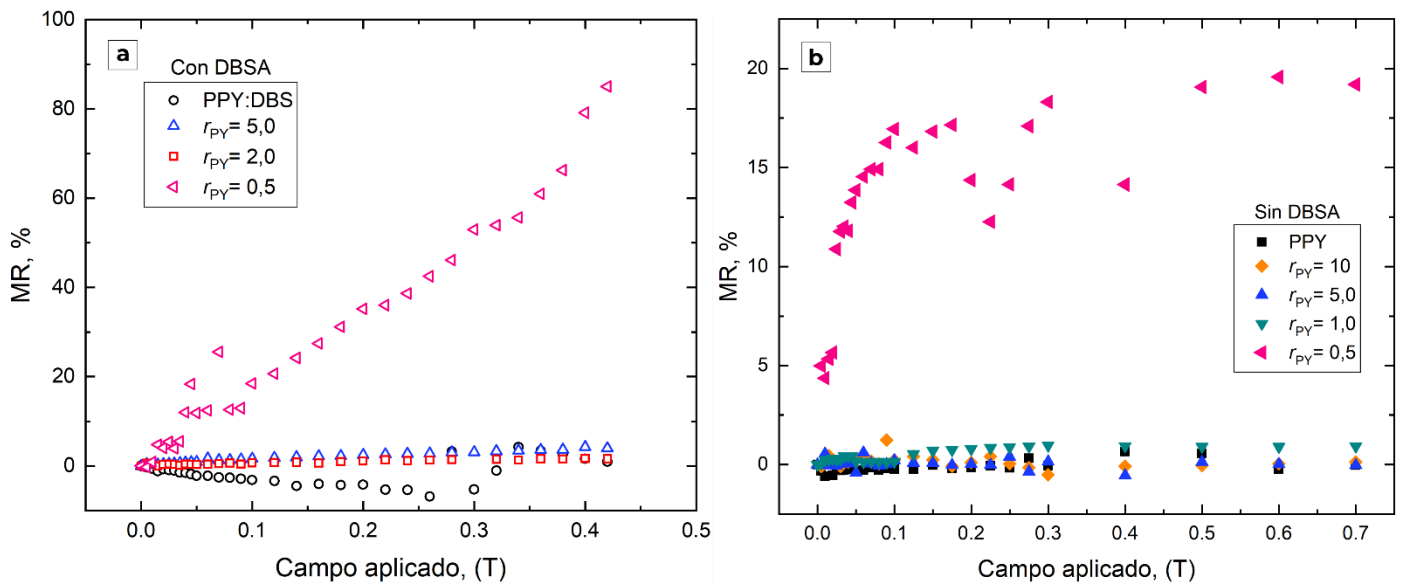 a
Con DBSA
PPY:DBS
rPY= 5,0
rPY= 2,0
rPY= 0,5
MR, %
100
80
60
40
20
0
0.0 0.1 0.2 0.3 0.4 0.5
Campo aplicado, (T)
b
Sin DBSA
PPY
rPY= 10
rPY= 5,0
rPY= 1,0
rPY= 0,5
MR, %
20
15
10
5
0
0.0 0.1 0.2 0.3 0.4 0.5 0.6 0.7
Campo aplicado, (T)